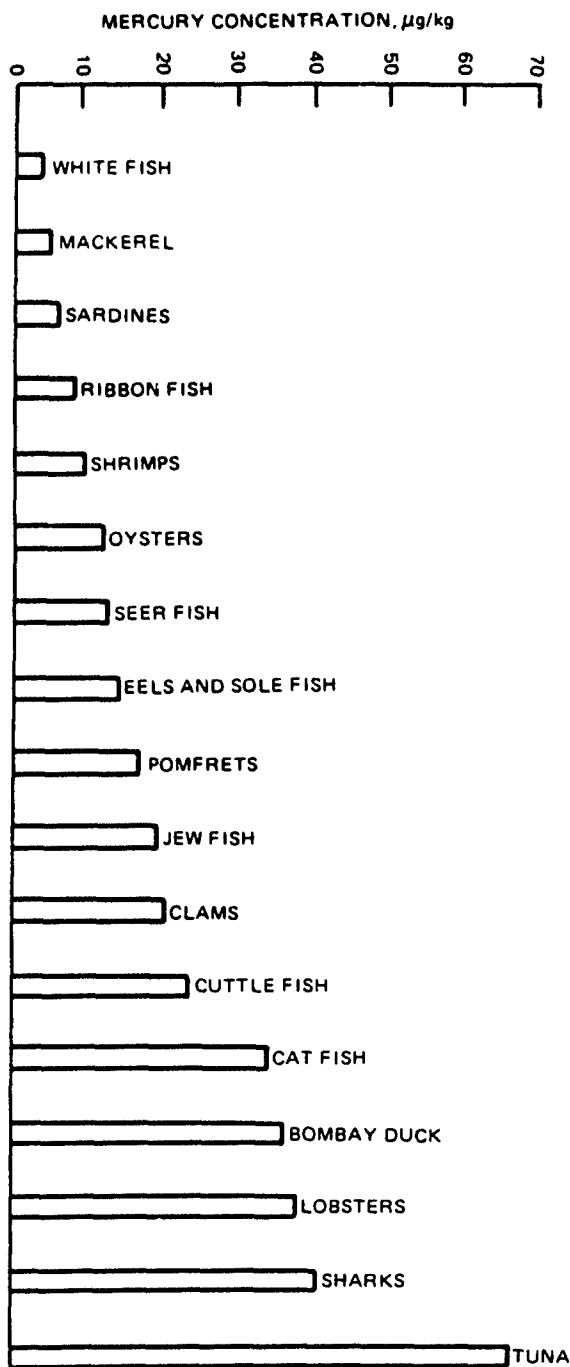 MERCURY CONCENTRATION, µg/kg
0 10 20 30 40 50 60 70
WHITE FISH
MACKEREL
SARDINES
RIBBON FISH
SHRIMPS
OYSTERS
SEER FISH
EELS AND SOLE FISH
POMFRETS
JEW FISH
CLAMS
CUTTLE FISH
CAT FISH
BOMBAY DUCK
LOBSTERS
SHARKS
TUNA